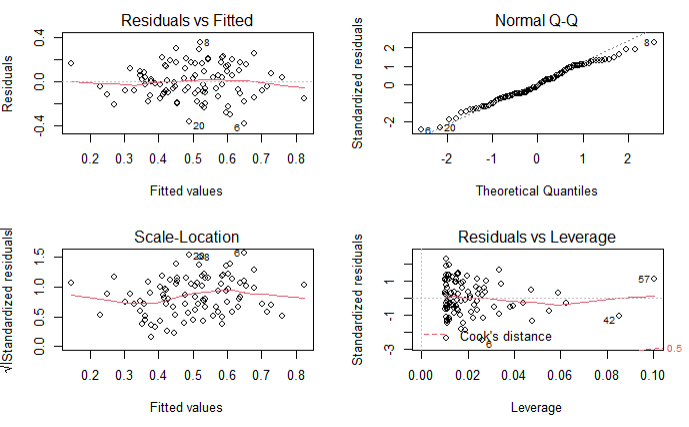 Residuals vs Fitted
Residuals
-0.4 0.0 0.4
8
20
6
0.2 0.3 0.4 0.5 0.6 0.7 0.8
Fitted values
Normal Q-Q
Standardized residuals
-2 0 1 2
8
6
20
-2 -1 0 1 2
Theoretical Quantiles
Scale-Location
√|Standardized residuals|
0.0 0.5 1.0 1.5
20
8
6
0.2 0.3 0.4 0.5 0.6 0.7 0.8
Fitted values
Residuals vs Leverage
Standardized residuals
-3 -1 1
57
42
6
Cook's distance
0.5
0.00 0.02 0.04 0.06 0.08 0.10
Leverage